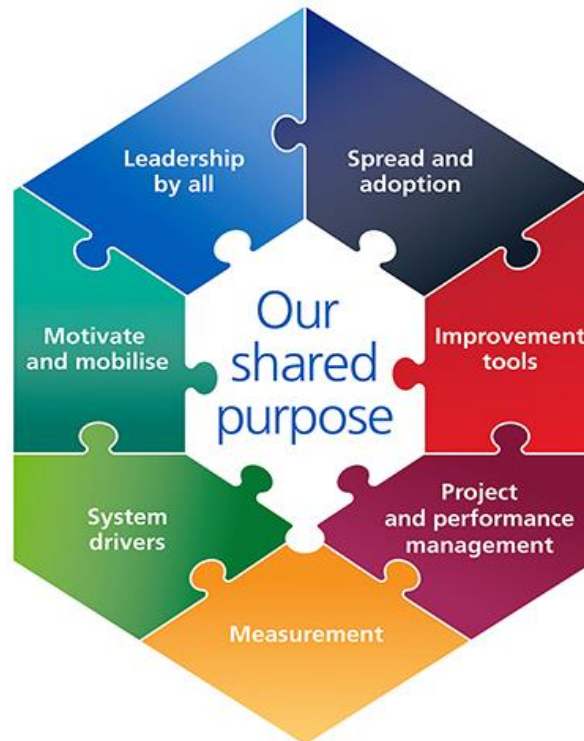 Leadership
by all
Spread and
adoption
Motivate
and mobilise
Our
shared
purpose
Improvement
tools
System
drivers
Project
and performance
management
Measurement